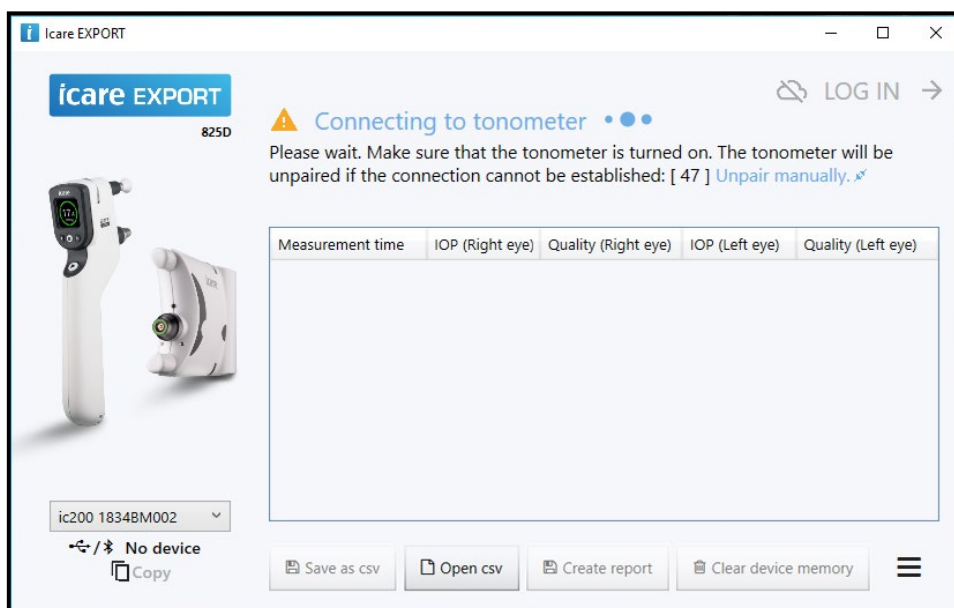 Icare EXPORT
icare EXPORT
825D
LOG IN
Connecting to tonometer
Please wait. Make sure that the tonometer is turned on. The tonometer will be
unpaired if the connection cannot be established: [ 47 ] Unpair manually.
Measurement time IOP (Right eye) Quality (Right eye) IOP (Left eye) Quality (Left eye)
ic200 1834BM002
/ No device
Copy
Save as csv Open csv Create report Clear device memory